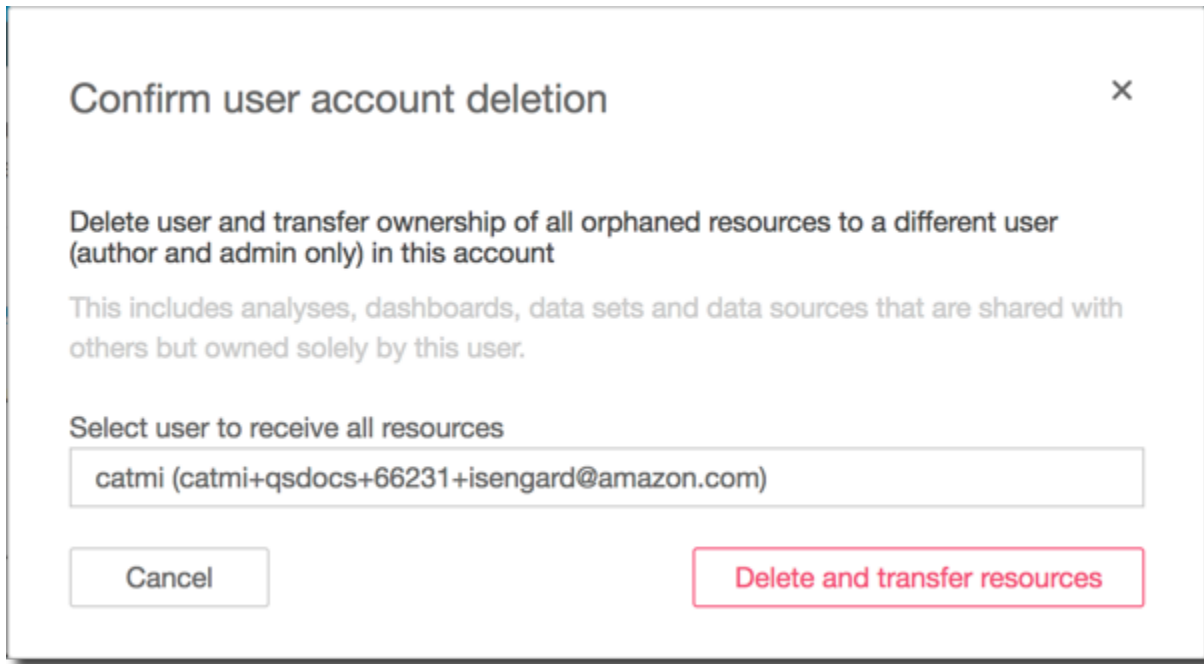 Confirm user account deletion
Delete user and transfer ownership of all orphaned resources to a different user
(author and admin only) in this account
This includes analyses, dashboards, data sets and data sources that are shared with
others but owned solely by this user.
Select user to receive all resources
catmi (catmi+qsdocs+66231+isengard@amazon.com)
Cancel
Delete and transfer resources